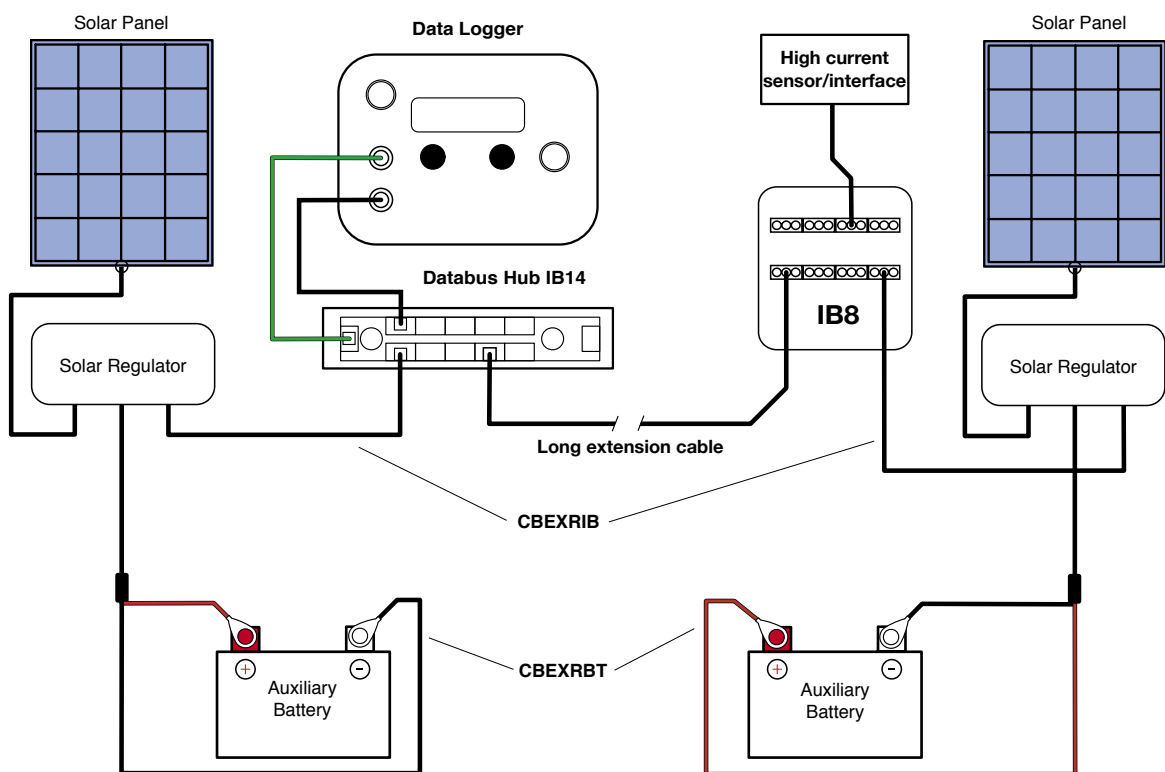 Solar Panel
Data Logger
Solar Panel
High current
sensor/interface
Databus Hub IB14
IB8
Solar Regulator
Solar Regulator
Long extension cable
CBEXRIB
CBEXRBT
+
-
+
-
Auxiliary
Battery
Auxiliary
Battery